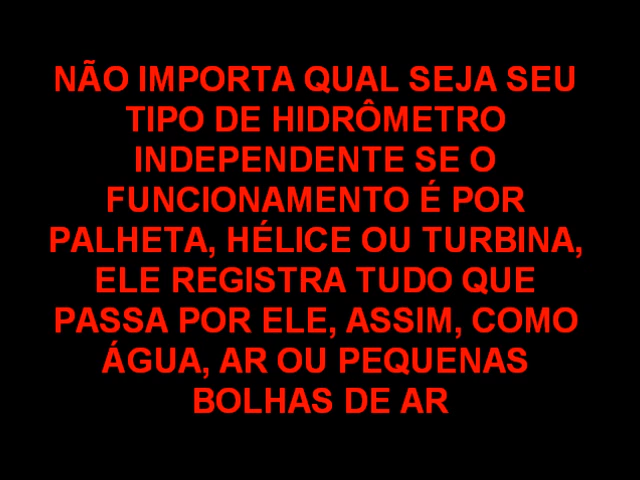 NÃO IMPORTA QUAL SEJA SEU
TIPO DE HIDRÔMETRO
INDEPENDENTE SE O
FUNCIONAMENTO É POR
PALHETA, HÉLICE OU TURBINA,
ELE REGISTRA TUDO QUE
PASSA POR ELE, ASSIM, COMO
ÁGUA, AR OU PEQUENAS
BOLHAS DE AR